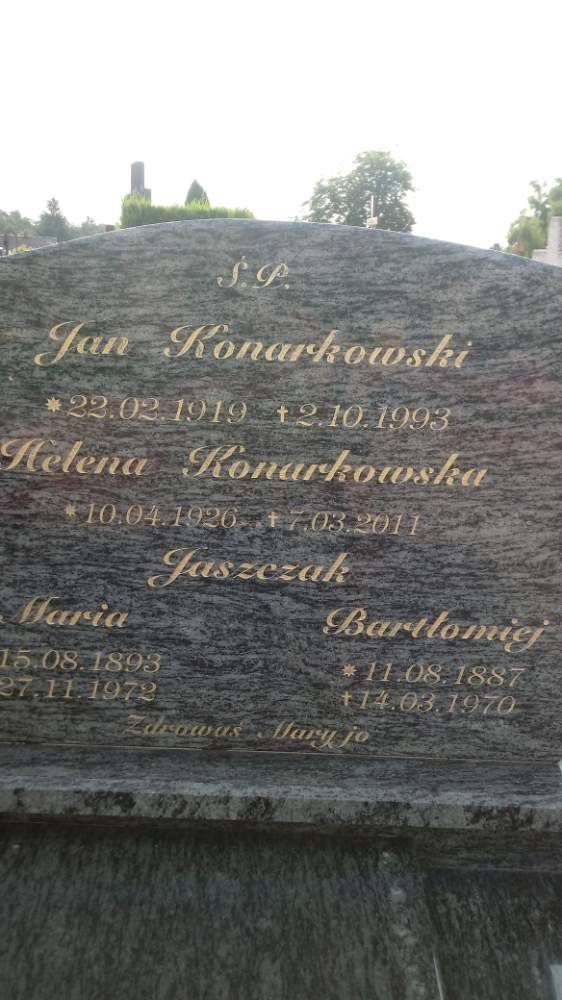 Ś.P.
Jan Konarkowski
*22.02.1919 †2.10.1993
Helena Konarkowska
*10.04.1926 †7.03.2011
Jaszczak
Maria Bartłomiej
15.08.1893 *11.08.1887
27.11.1972 †14.03.1970
Zdrowaś Maryjo